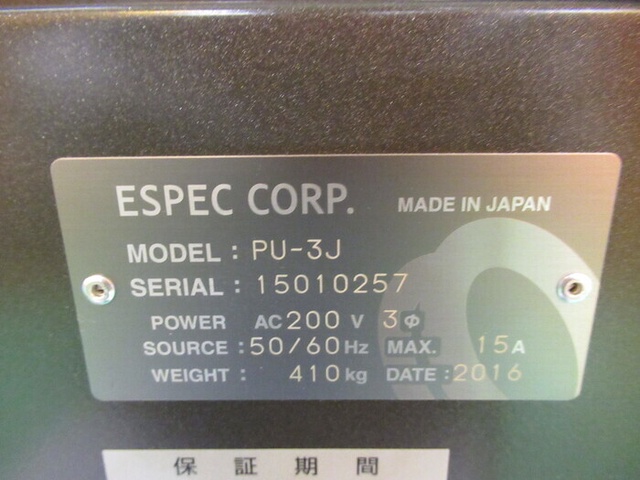 ESPEC CORP. MADE IN JAPAN
MODEL : PU-3J
SERIAL : 15010257
POWER AC 200 V 3Φ
SOURCE : 50/60 Hz MAX. 15 A
WEIGHT : 410 kg DATE : 2016
保証期間